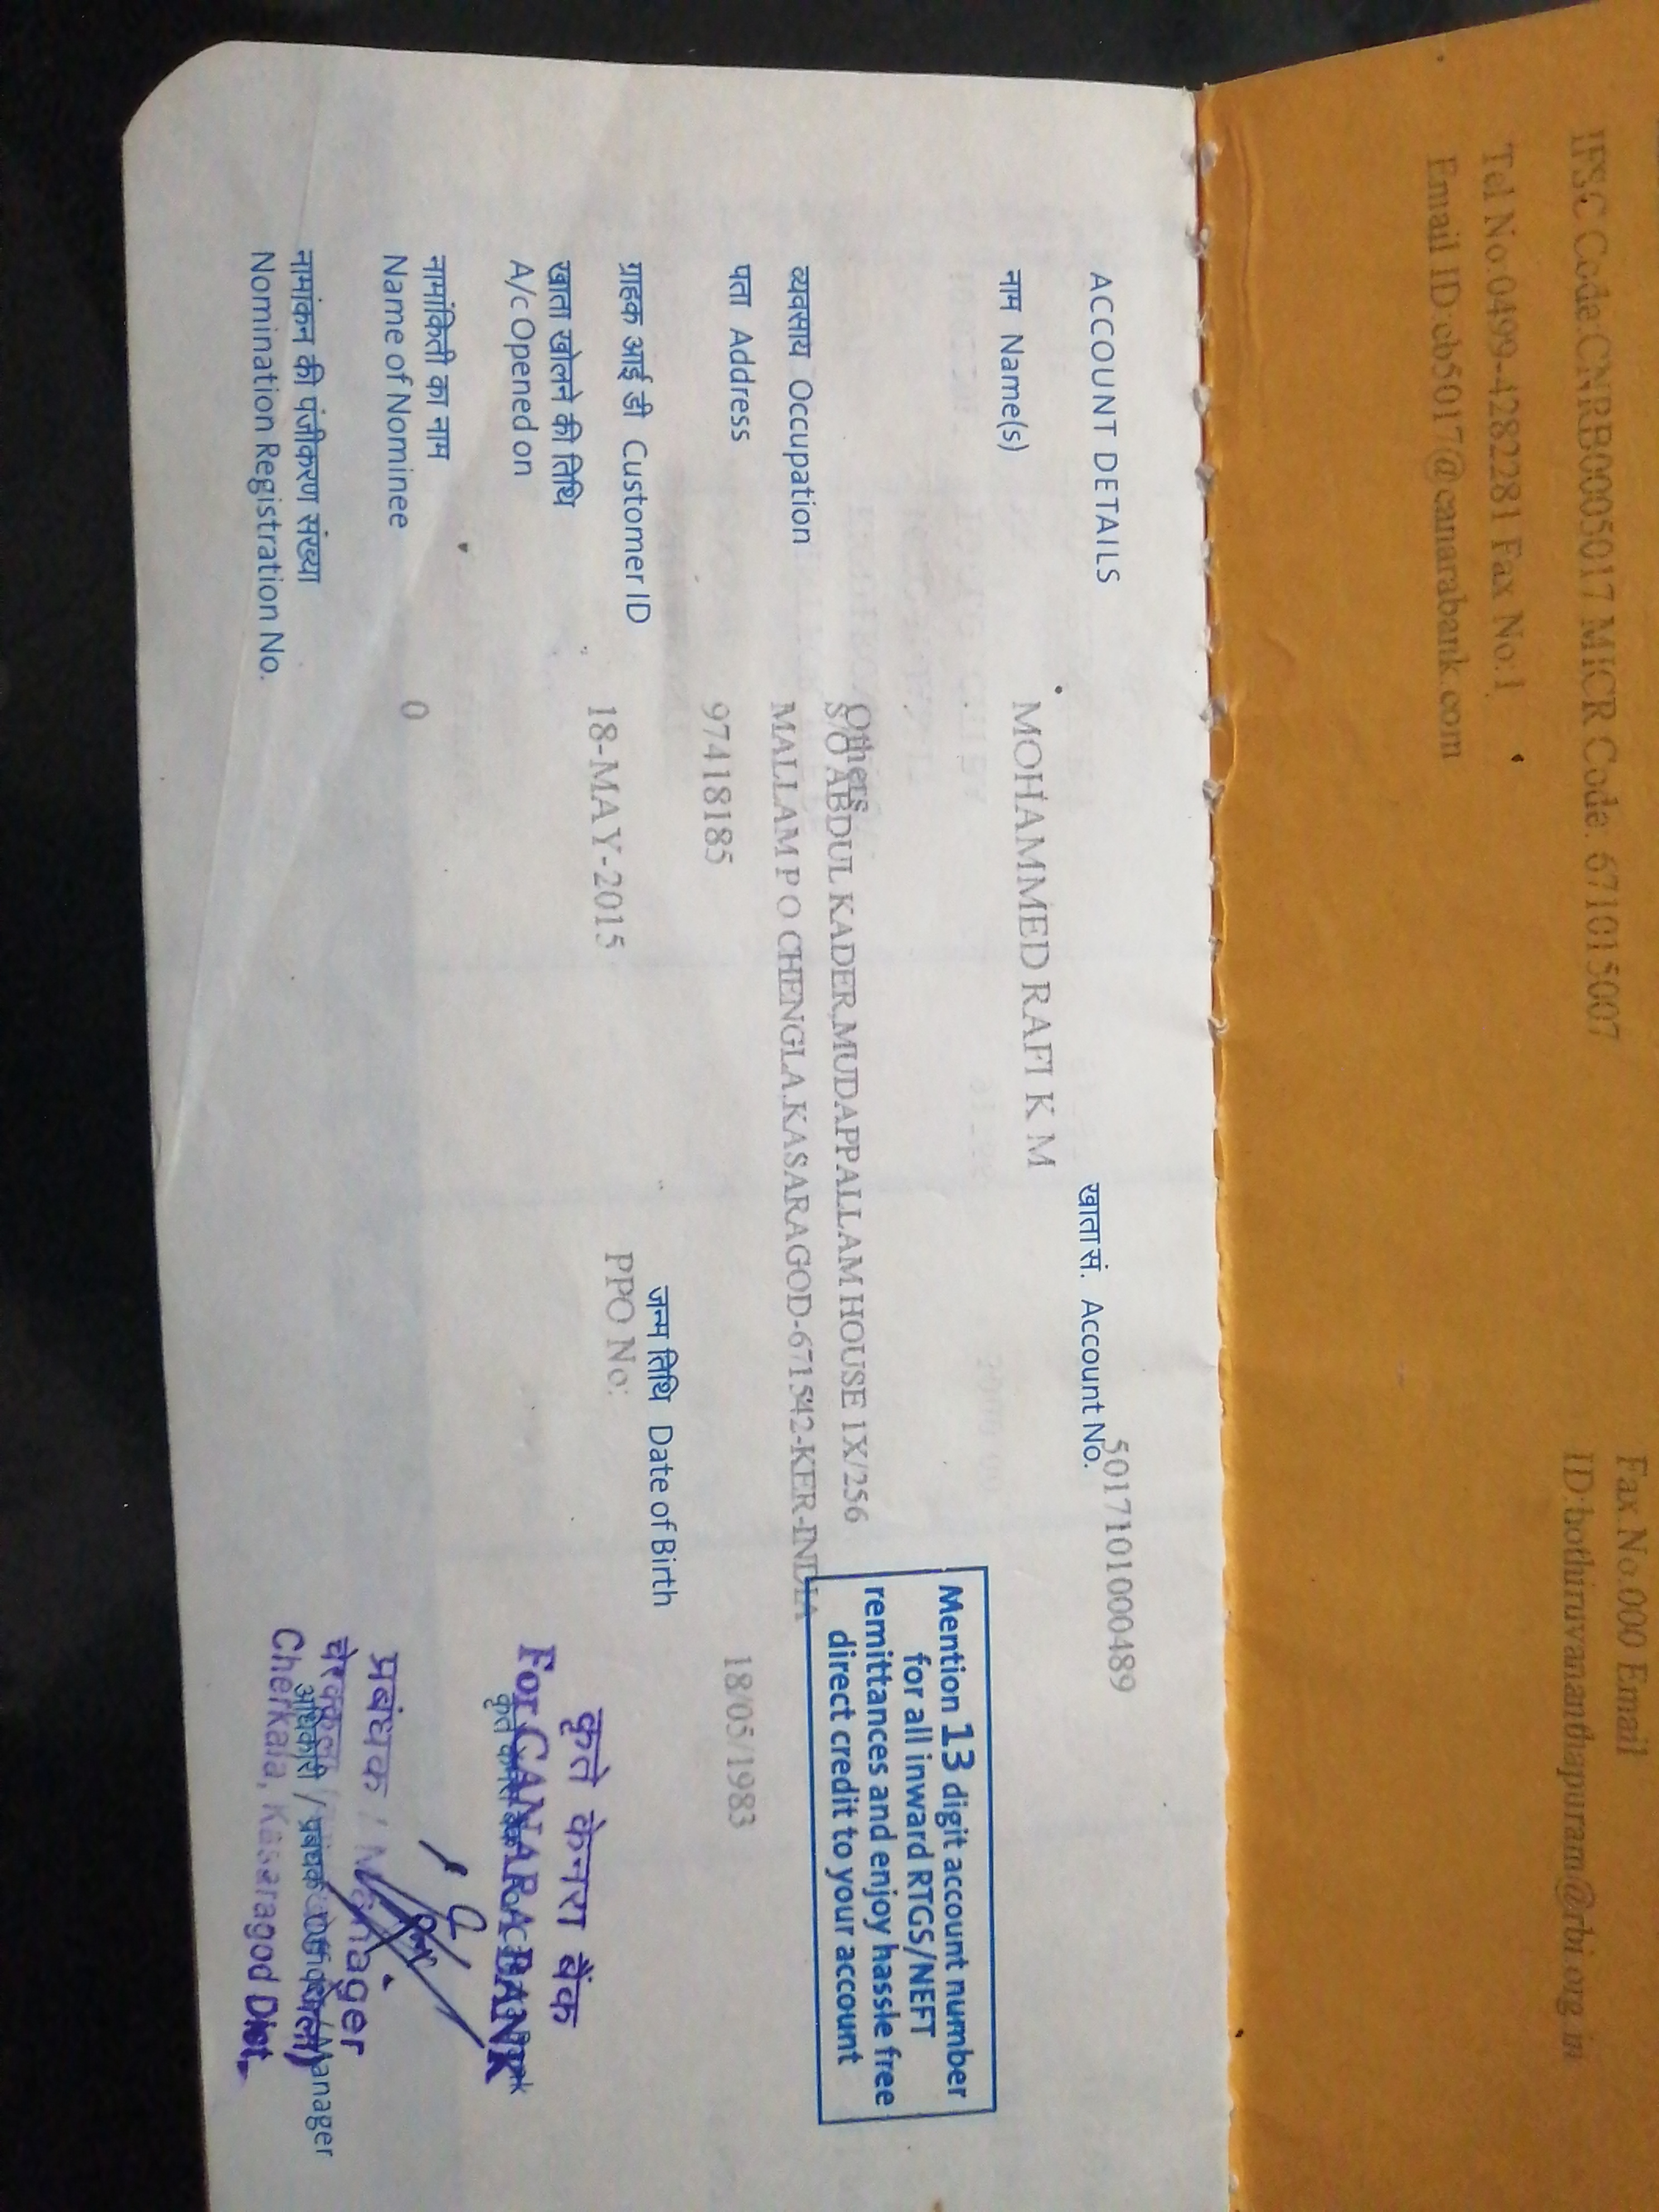 IFSC Code:CNRB0005017 MICR Code. 671015007
Fax No.000 Email
Tel No:0499-4282281 Fax No:1
ID:bothiruvananthapuram@rbi.org.in
Email ID:cb5017@canarabank.com
ACCOUNT DETAILS
खाता सं. Account No. 5017101000489
नाम Name(s) MOHAMMED RAFI K M
Mention 13 digit account number
for all inward RTGS/NEFT
remittances and enjoy hassle free
direct credit to your account
व्यवसाय Occupation Others
पता Address S/O ABDUL KADER,MUDAPPALLAM HOUSE 1X/256
MALLAM P O CHENGLA.KASARAGOD-671542-KER-INDIA
ग्राहक आई डी Customer ID 97418185
जन्म तिथि Date of Birth 18/05/1983
खाता खोलने की तिथि
A/c Opened on 18-MAY-2015
PPO No:
नामांकिती का नाम
Name of Nominee 0
नामांकन की पंजीकरण संख्या
Nomination Registration No.
कृते केनरा बैंक
For CANARA BANK
प्रबंधक / Manager
अधिकारी / प्रबंधक Manager
Cherkala, Kasaragod Dist.